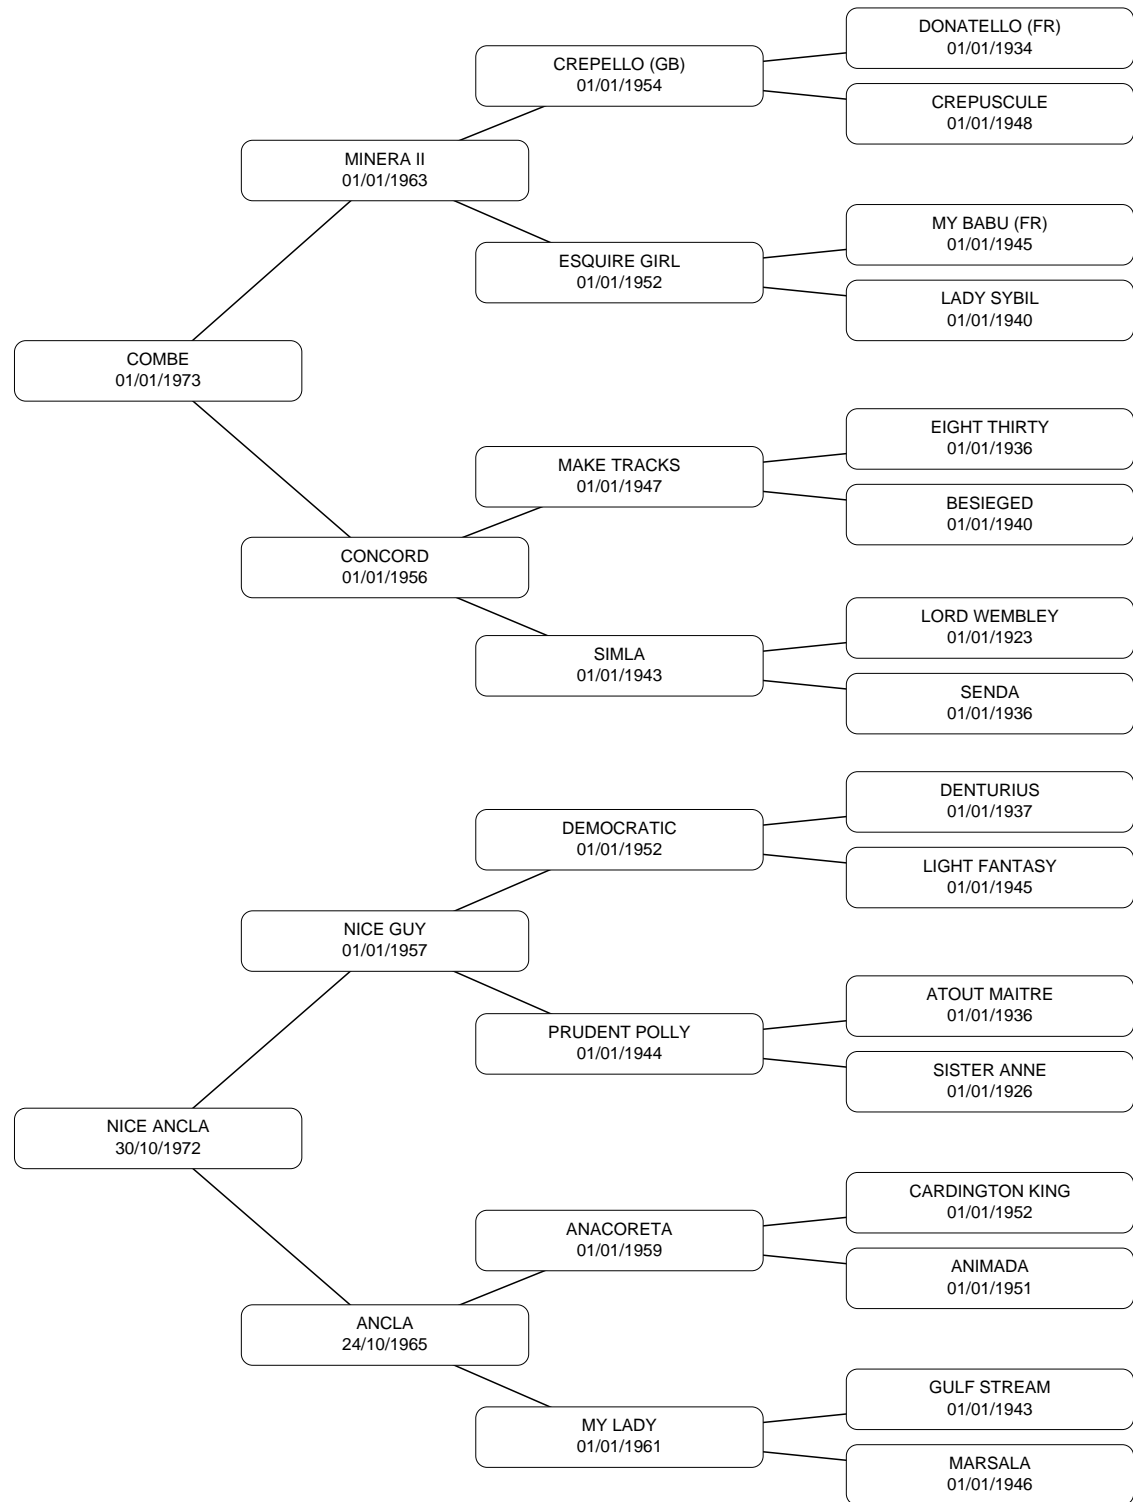 DONATELLO (FR)
01/01/1934
CREPELLO (GB)
01/01/1954
CREPUSCULE
01/01/1948
MINERA II
01/01/1963
MY BABU (FR)
01/01/1945
ESQUIRE GIRL
01/01/1952
LADY SYBIL
01/01/1940
COMBE
01/01/1973
EIGHT THIRTY
01/01/1936
MAKE TRACKS
01/01/1947
BESIEGED
01/01/1940
CONCORD
01/01/1956
LORD WEMBLEY
01/01/1923
SIMLA
01/01/1943
SENDA
01/01/1936
DENTURIUS
01/01/1937
DEMOCRATIC
01/01/1952
LIGHT FANTASY
01/01/1945
NICE GUY
01/01/1957
ATOUT MAITRE
01/01/1936
PRUDENT POLLY
01/01/1944
SISTER ANNE
01/01/1926
NICE ANCLA
30/10/1972
CARDINGTON KING
01/01/1952
ANACORETA
01/01/1959
ANIMADA
01/01/1951
ANCLA
24/10/1965
GULF STREAM
01/01/1943
MY LADY
01/01/1961
MARSALA
01/01/1946